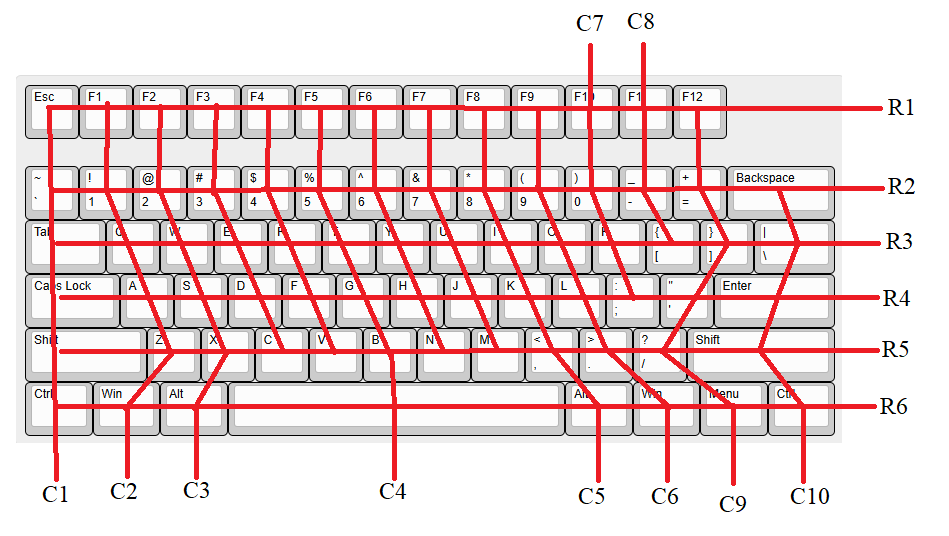 C7 C8
Esc F1 F2 F3 F4 F5 F6 F7 F8 F9 F10 F11 F12 R1
~ ! @ # $ % ^ & * ( ) _ + Backspace R2
` 1 2 3 4 5 6 7 8 9 0 - =
Tab Q W E R T Y U I O P { } | R3
[ ] \
Caps Lock A S D F G H J K L : " Enter R4
; '
Shift Z X C V B N M < > ? Shift R5
, . /
Ctrl Win Alt Alt Win Menu Ctrl R6
C1 C2 C3 C4 C5 C6 C9 C10